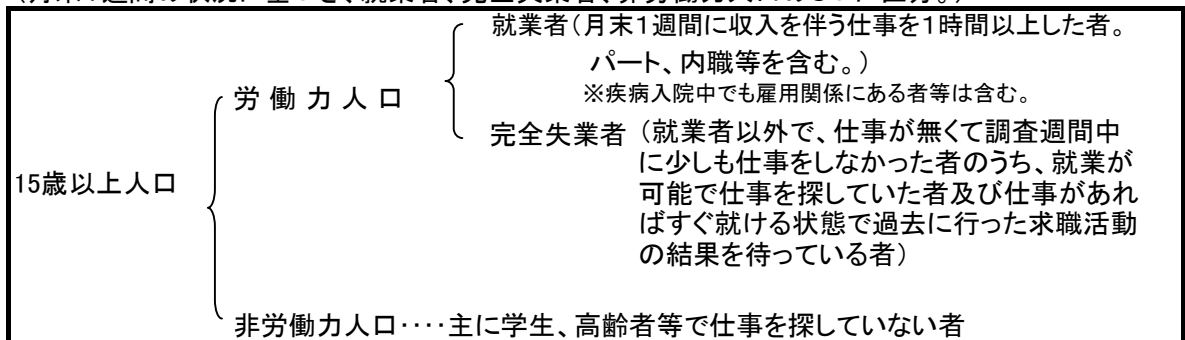 就業者(月末1週間に収入を伴う仕事を1時間以上した者。
パート、内職等を含む。)
労 働 力 人 口
※疾病入院中でも雇用関係にある者等は含む。
完全失業者 (就業者以外で、仕事が無くて調査週間中
に少しも仕事をしなかった者のうち、就業が
15歳以上人口
可能で仕事を探していた者及び仕事があれ
ばすぐ就ける状態で過去に行った求職活動
の結果を待っている者)
非労働力人口‥‥主に学生、高齢者等で仕事を探していない者